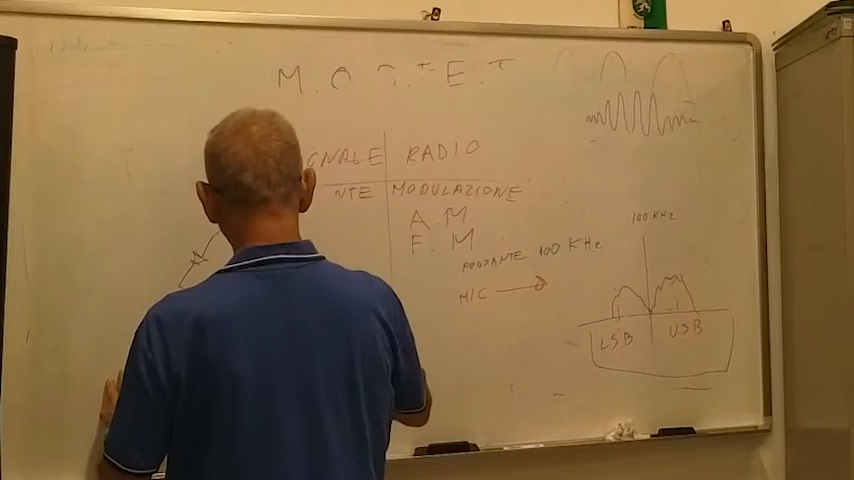 GNALE RADIO
NTE MODULAZIONE
A.M
F.M
PORTANTE 100 KHz
MIC
100 KHz
LSB USB